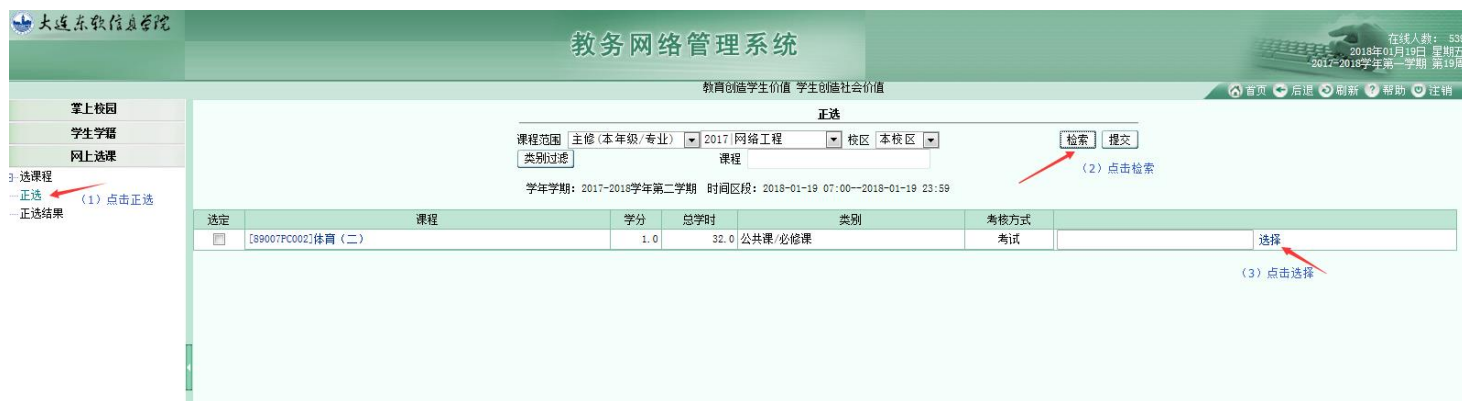 大连东软信息学院
教务网络管理系统
在线人数: 53
2018年01月19日 星期五
2017-2018学年第一学期 第19周
教育创造学生价值 学生创造社会价值
首页 后退 刷新 帮助 注销
掌上校园
学生学籍
网上选课
选课程
正选
(1) 点击正选
正选结果
正选
课程范围 主修(本年级/专业) 2017|网络工程 校区 本校区 检索 提交
类别过滤 课程
(2) 点击检索
学年学期: 2017-2018学年第二学期 时间区段: 2018-01-19 07:00--2018-01-19 23:59
选定 课程 学分 总学时 类别 考核方式
[89007PC002]体育(二) 1.0 32.0 公共课/必修课 考试 选择
(3) 点击选择